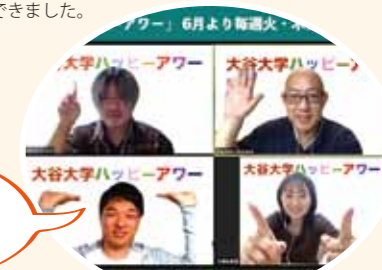 できました。
アワー」 6月より毎週火・木
大谷大学ハッピーアワー
大谷大学ハッピーア
大谷大学ハッピーアワー
大谷大学ハッピーアワー